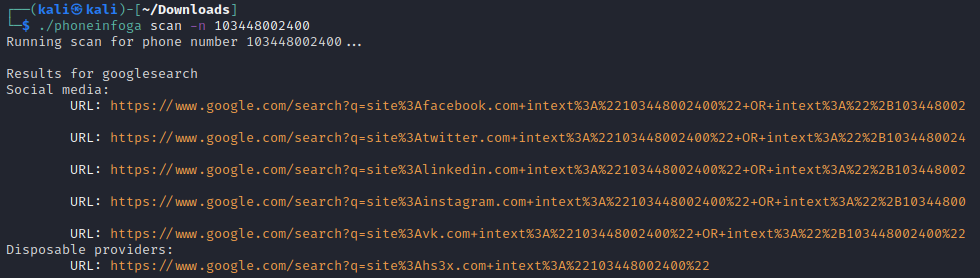 ┌──(kali㉿kali)-[~/Downloads]
└─$ ./phoneinfoga scan -n 103448002400
Running scan for phone number 103448002400...
Results for googlesearch
Social media:
URL: https://www.google.com/search?q=site%3Afacebook.com+intext%3A%22103448002400%22+OR+intext%3A%22%2B103448002
URL: https://www.google.com/search?q=site%3Atwitter.com+intext%3A%22103448002400%22+OR+intext%3A%22%2B1034480024
URL: https://www.google.com/search?q=site%3Alinkedin.com+intext%3A%22103448002400%22+OR+intext%3A%22%2B103448002
URL: https://www.google.com/search?q=site%3Ainstagram.com+intext%3A%22103448002400%22+OR+intext%3A%22%2B10344800
URL: https://www.google.com/search?q=site%3Avk.com+intext%3A%22103448002400%22+OR+intext%3A%22%2B103448002400%22
Disposable providers:
URL: https://www.google.com/search?q=site%3Ahs3x.com+intext%3A%22103448002400%22